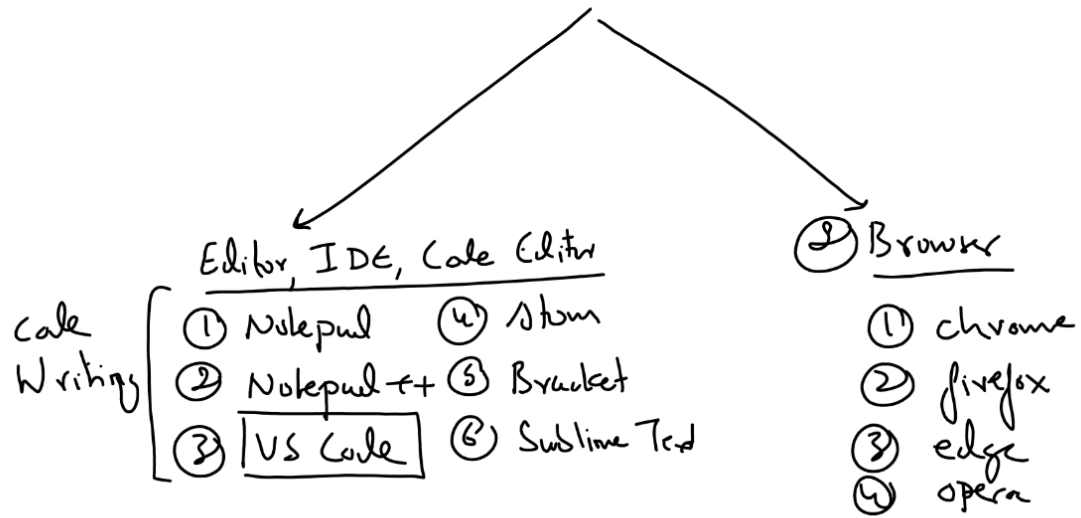 Editor, IDE, Code Editor
Code
Writing
① Notepad ④ Atom
② Notepad ++ ⑤ Bracket
③ VS Code ⑥ Sublime Text
② Browser
① chrome
② firefox
③ edge
④ opera